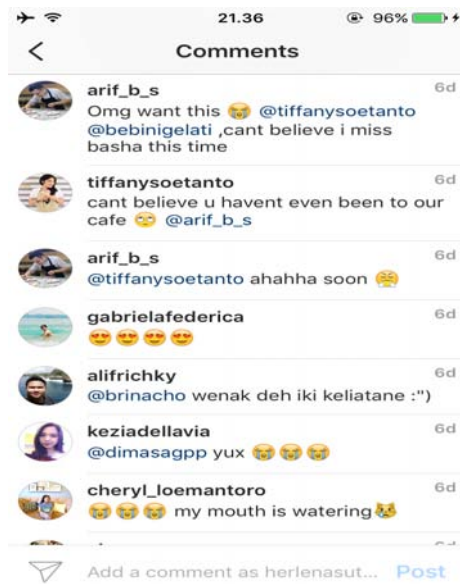 21.36
96%
Comments
arif_b_s
6d
Omg want this 😭 @tiffanysoetanto
@bebinigelati ,cant believe i miss
basha this time
tiffanysoetanto
6d
cant believe u havent even been to our
cafe 🙄 @arif_b_s
arif_b_s
6d
@tiffanysoetanto ahahha soon 😤
gabrielafederica
6d
😍😍😍😍
alifrichky
6d
@brinacho wenak deh iki keliatane :")
keziadellavia
6d
@dimasagpp yux 😭😭😭
cheryl_loemantoro
6d
😭😭😭 my mouth is watering😿
Add a comment as herlenasut...
Post